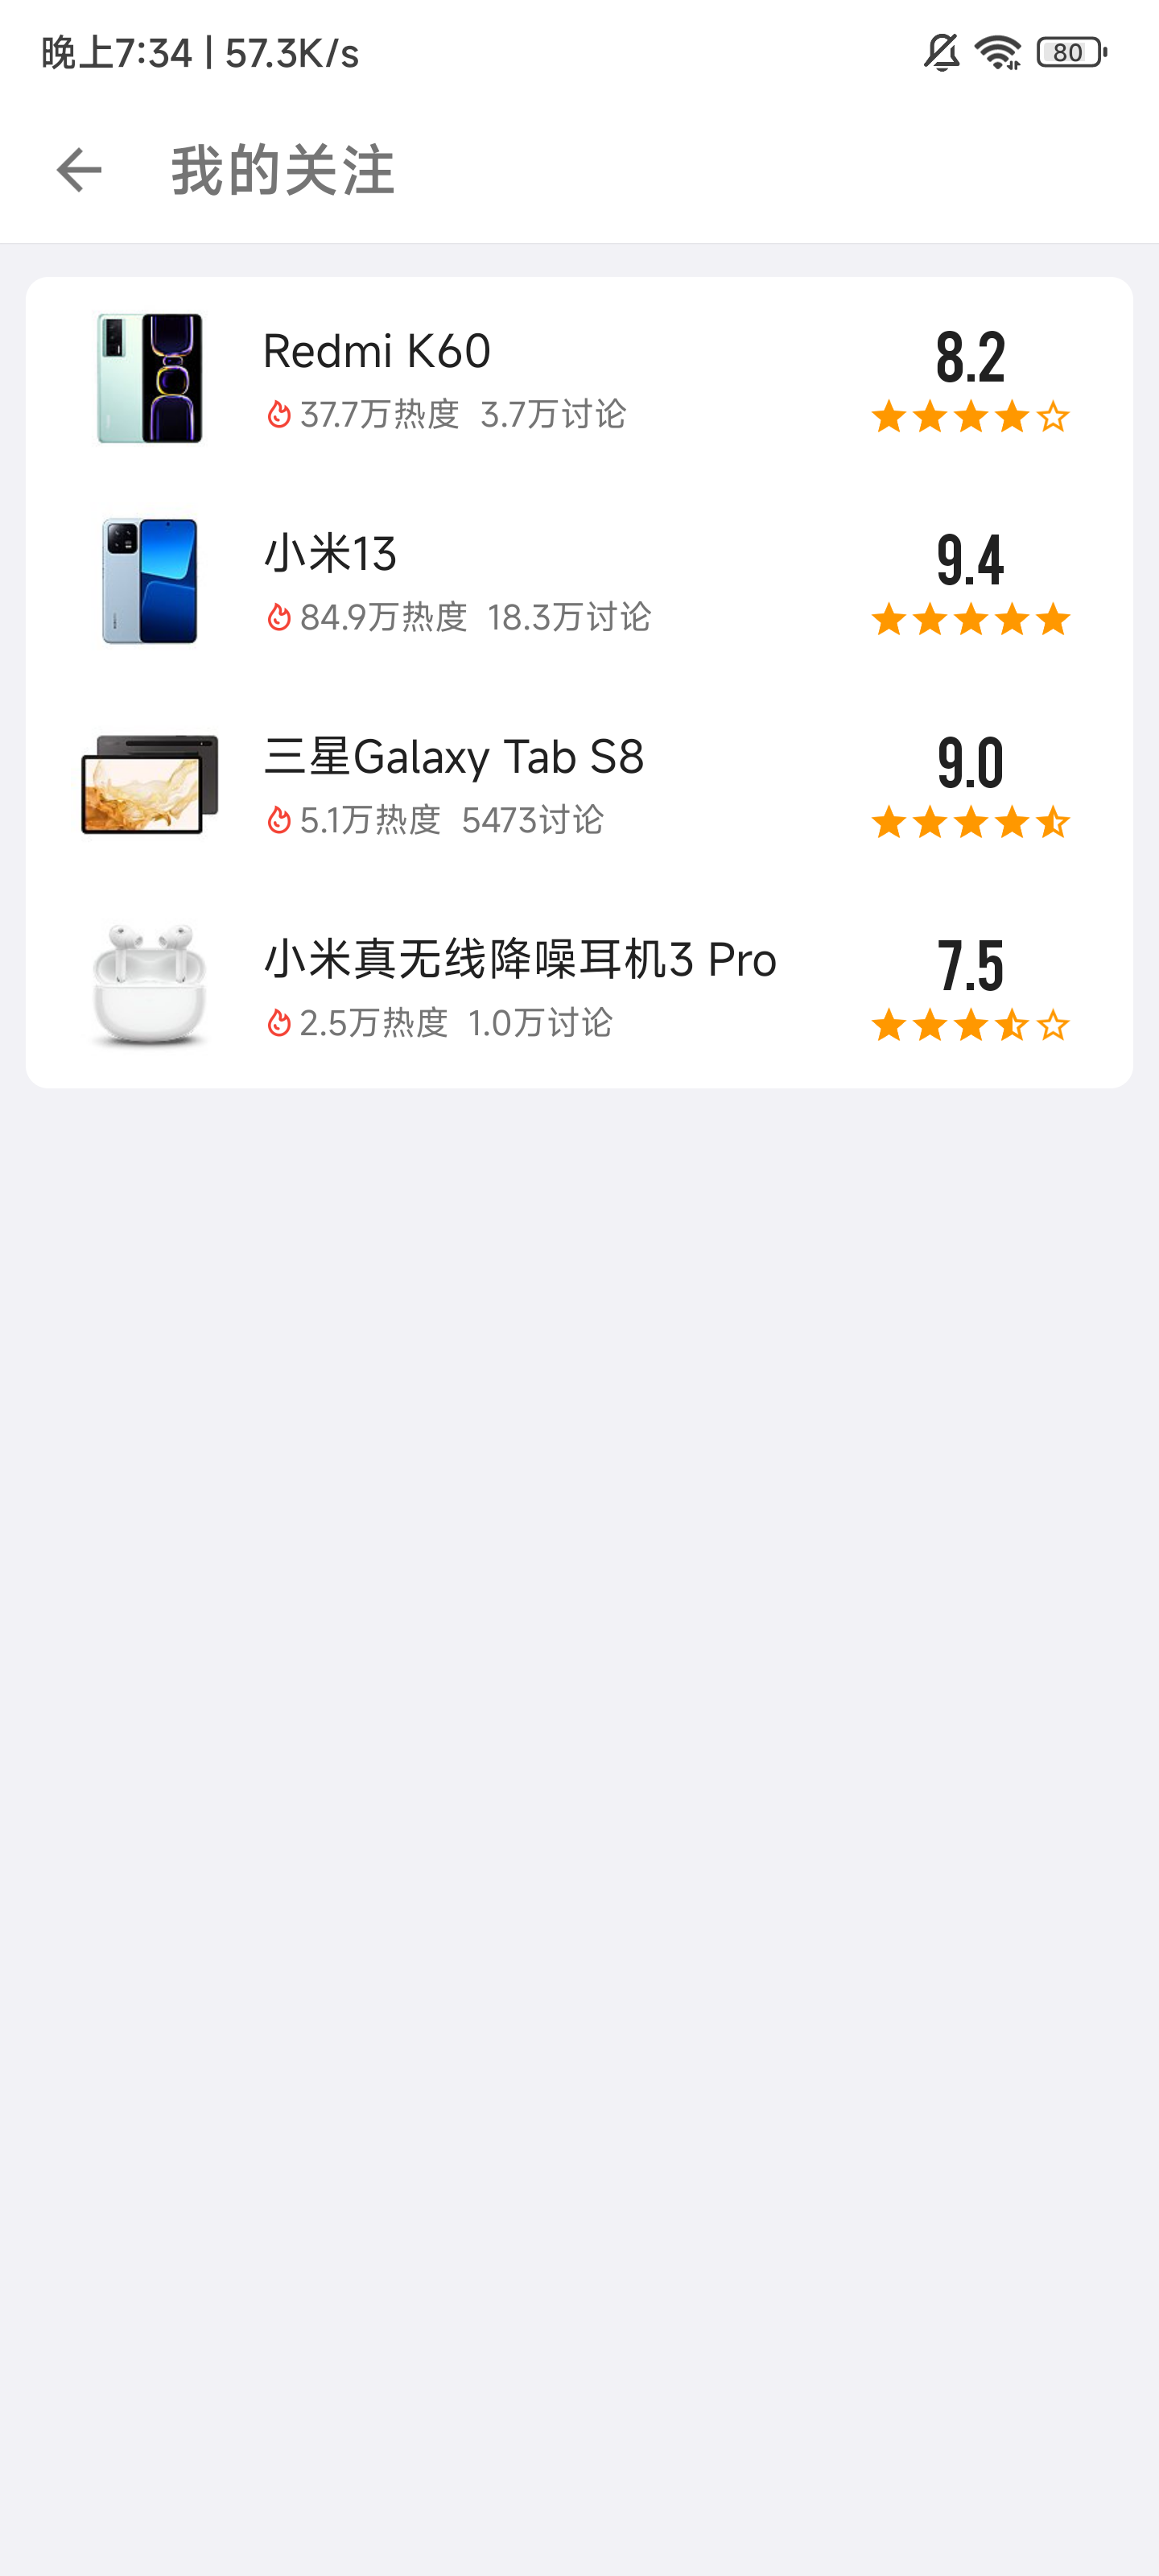 晚上7:34 | 57.3K/s
80
我的关注
Redmi K60
37.7万热度 3.7万讨论
8.2
小米13
84.9万热度 18.3万讨论
9.4
三星Galaxy Tab S8
5.1万热度 5473讨论
9.0
小米真无线降噪耳机3 Pro
2.5万热度 1.0万讨论
7.5